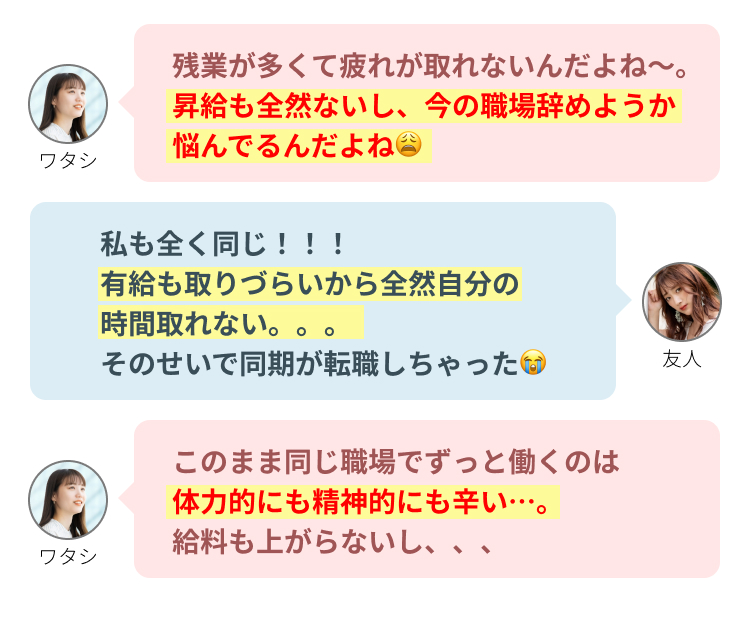 残業が多くて疲れが取れないんだよね〜。
昇給も全然ないし、今の職場辞めようか
悩んでるんだよね😩
ワタシ
私も全く同じ！！！
有給も取りづらいから全然自分の
時間取れない。。。
そのせいで同期が転職しちゃった😭
友人
このまま同じ職場でずっと働くのは
体力的にも精神的にも辛い…。
給料も上がらないし、、、
ワタシ